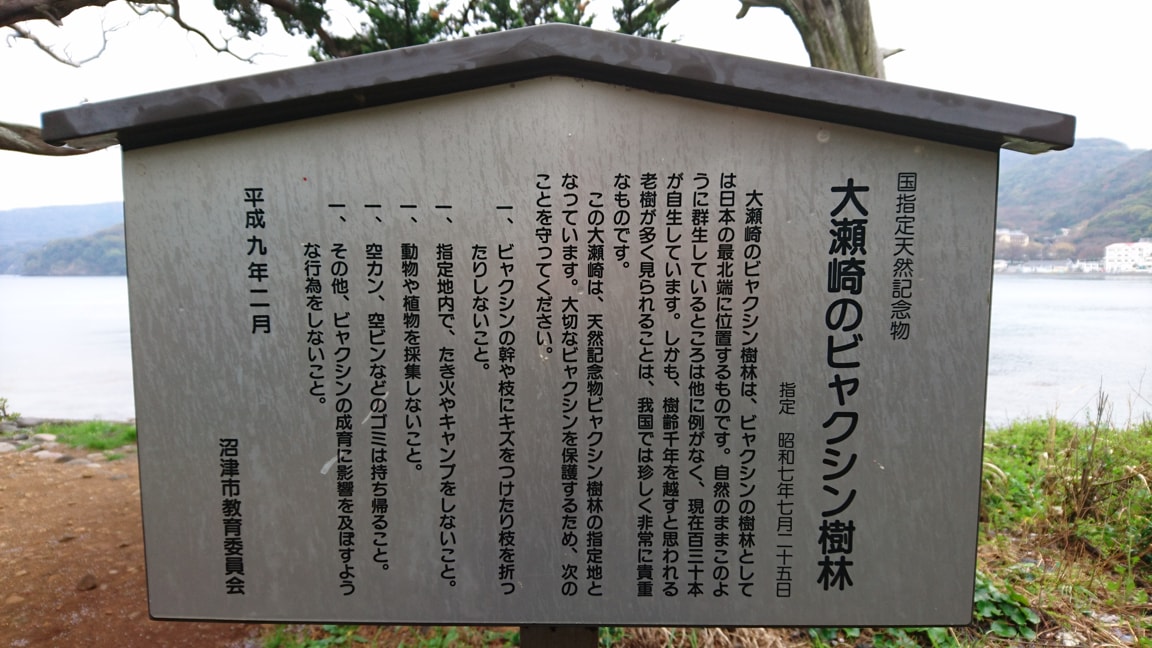 国指定天然記念物
大瀬崎のビャクシン樹林
指定　昭和七年七月二十五日
大瀬崎のビャクシン樹林は、ビャクシンの樹林として
は日本の最北端に位置するものです。自然のままこのよ
うに群生しているところは他に例がなく、現在百三十本
が自生しています。しかも、樹齢千年を越すと思われる
老樹が多く見られることは、我国では珍しく非常に貴重
なものです。
この大瀬崎は、天然記念物ビャクシン樹林の指定地と
なっています。大切なビャクシンを保護するため、次の
ことを守ってください。
一、ビャクシンの幹や枝にキズをつけたり枝を折っ
たりしないこと。
一、指定地内で、たき火やキャンプをしないこと。
一、動物や植物を採集しないこと。
一、空カン、空ビンなどのゴミは持ち帰ること。
一、その他、ビャクシンの成育に影響を及ぼすよう
な行為をしないこと。
平成九年二月
沼津市教育委員会